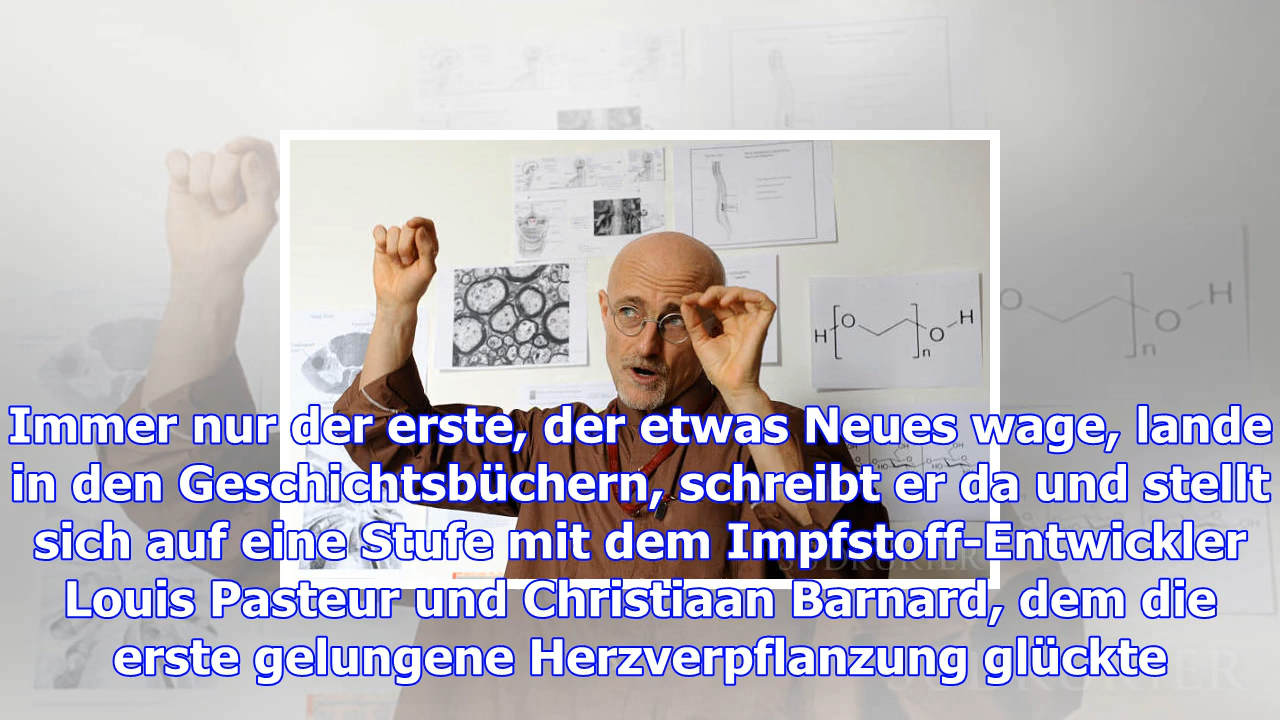 H
O
O
H
n
Immer nur der erste, der etwas Neues wage, lande
in den Geschichtsbüchern, schreibt er da und stellt
sich auf eine Stufe mit dem Impfstoff-Entwickler
Louis Pasteur und Christiaan Barnard, dem die
erste gelungene Herzverpflanzung glückte
SÜDKURIER